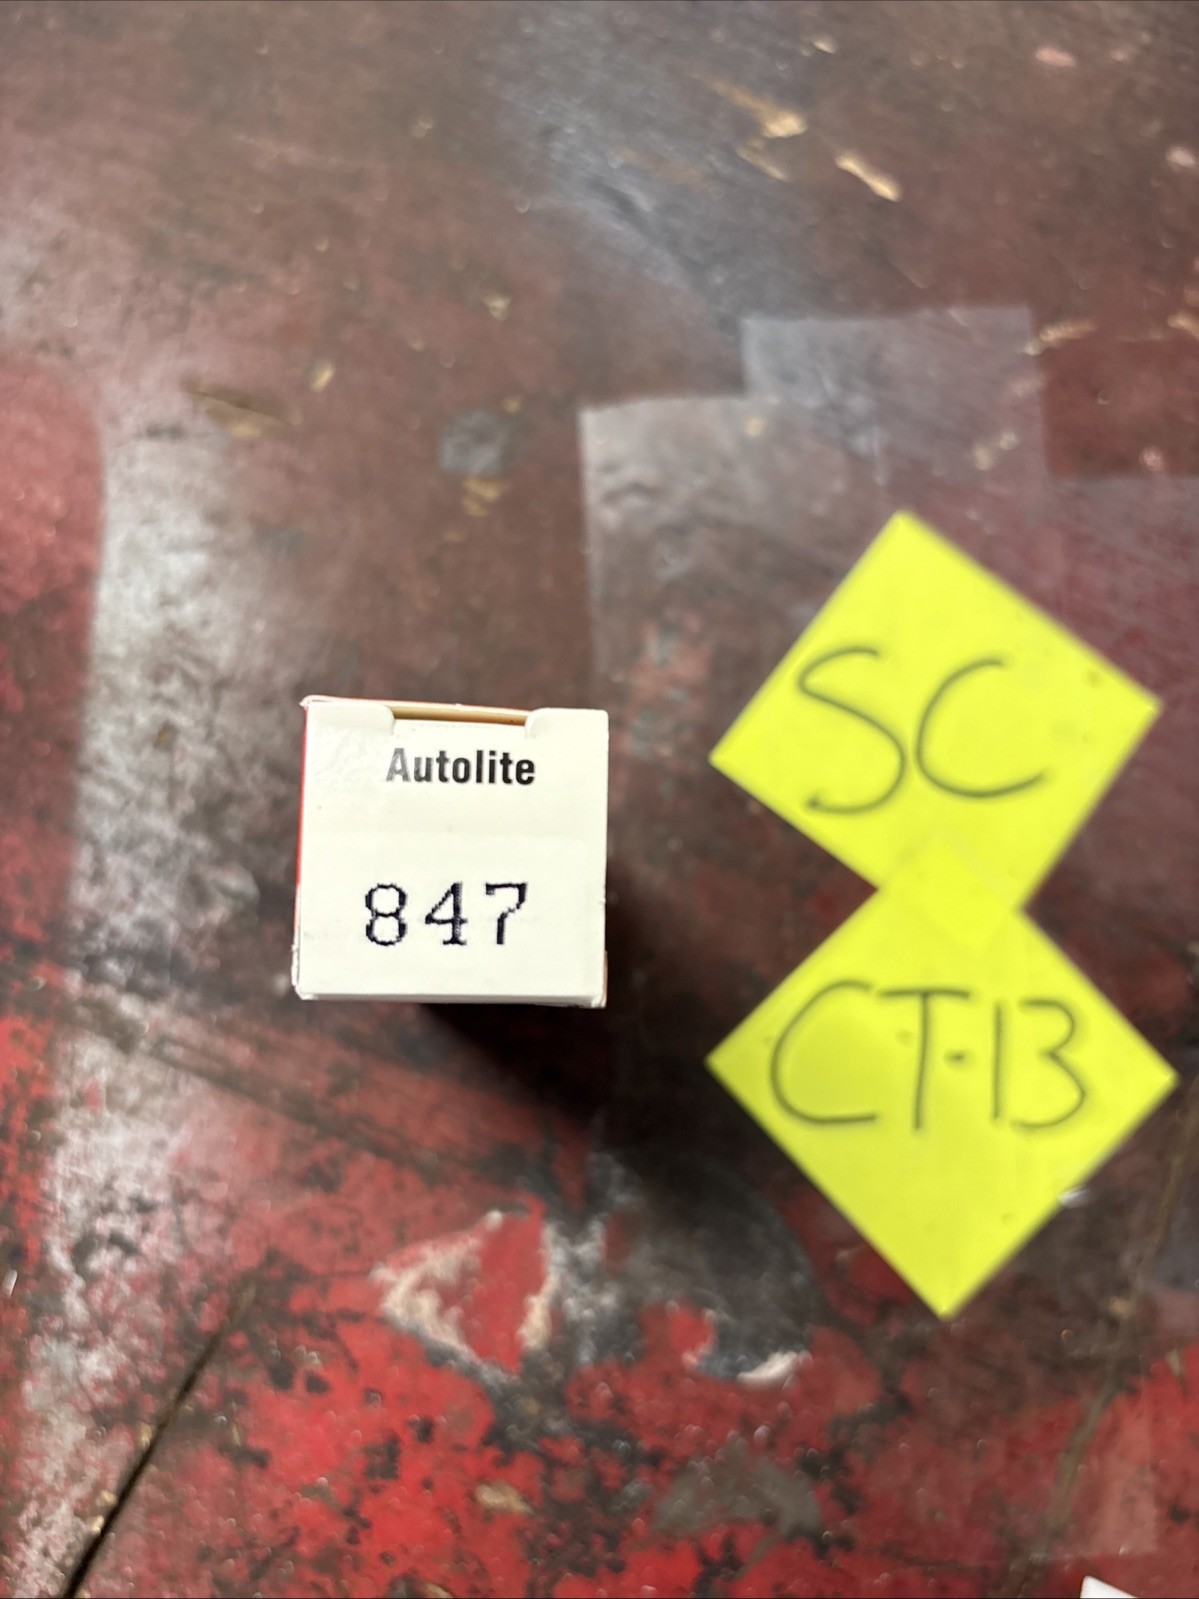 Autolite
847
SC
CT-13